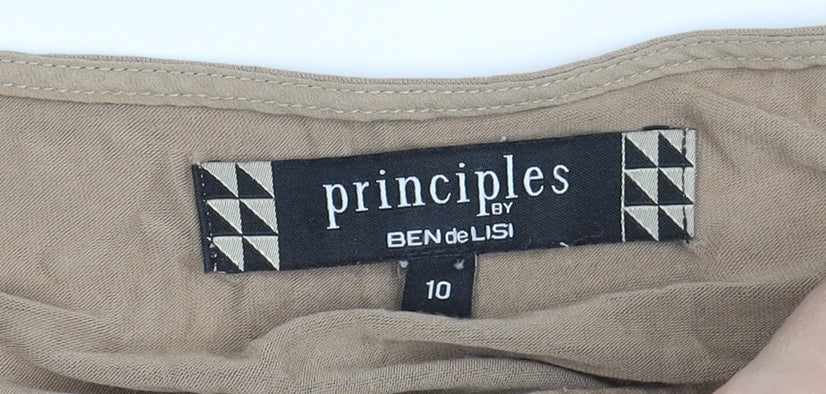 principles
BY
BEN de LISI
10